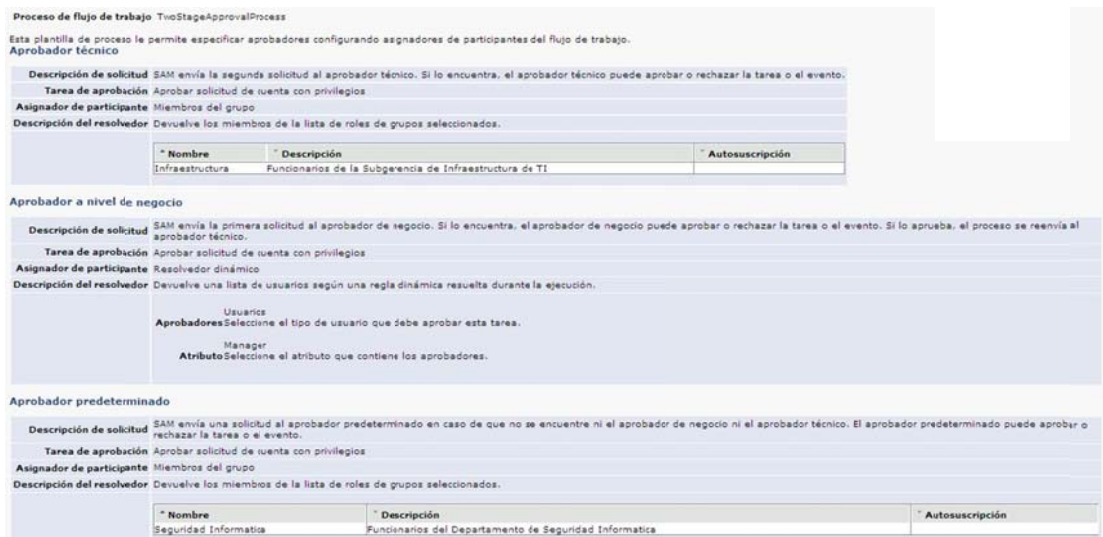 Proceso de flujo de trabajo TwoStageApprovalProcess
Esta plantilla de proceso le permite especificar aprobadores configurando asignadores de participantes del flujo de trabajo.
Aprobador técnico
Descripción de solicitud SAM envía la segunda solicitud al aprobador técnico. Si lo encuentra, el aprobador técnico puede aprobar o rechazar la tarea o el evento.
Tarea de aprobación Aprobar solicitud de cuenta con privilegios
Asignador de participante Miembros del grupo
Descripción del resolvedor Devuelve los miembros de la lista de roles de grupos seleccionados.
Nombre Descripción Autosuscripción
Infraestructura Funcionarios de la Subgerencia de Infraestructura de TI
Aprobador a nivel de negocio
Descripción de solicitud SAM envía la primera solicitud al aprobador de negocio. Si lo encuentra, el aprobador de negocio puede aprobar o rechazar la tarea o el evento. Si lo aprueba, el proceso se reenvía al
aprobador técnico.
Tarea de aprobación Aprobar solicitud de cuenta con privilegios
Asignador de participante Resolvedor dinámico
Descripción del resolvedor Devuelve una lista de usuarios según una regla dinámica resuelta durante la ejecución.
Usuarios
Aprobadores Seleccione el tipo de usuario que debe aprobar esta tarea.
Manager
Atributo Seleccione el atributo que contiene los aprobadores.
Aprobador predeterminado
Descripción de solicitud SAM envía una solicitud al aprobador predeterminado en caso de que no se encuentre ni el aprobador de negocio ni el aprobador técnico. El aprobador predeterminado puede aprobar o
rechazar la tarea o el evento.
Tarea de aprobación Aprobar solicitud de cuenta con privilegios
Asignador de participante Miembros del grupo
Descripción del resolvedor Devuelve los miembros de la lista de roles de grupos seleccionados.
Nombre Descripción Autosuscripción
Seguridad Informatica Funcionarios del Departamento de Seguridad Informatica